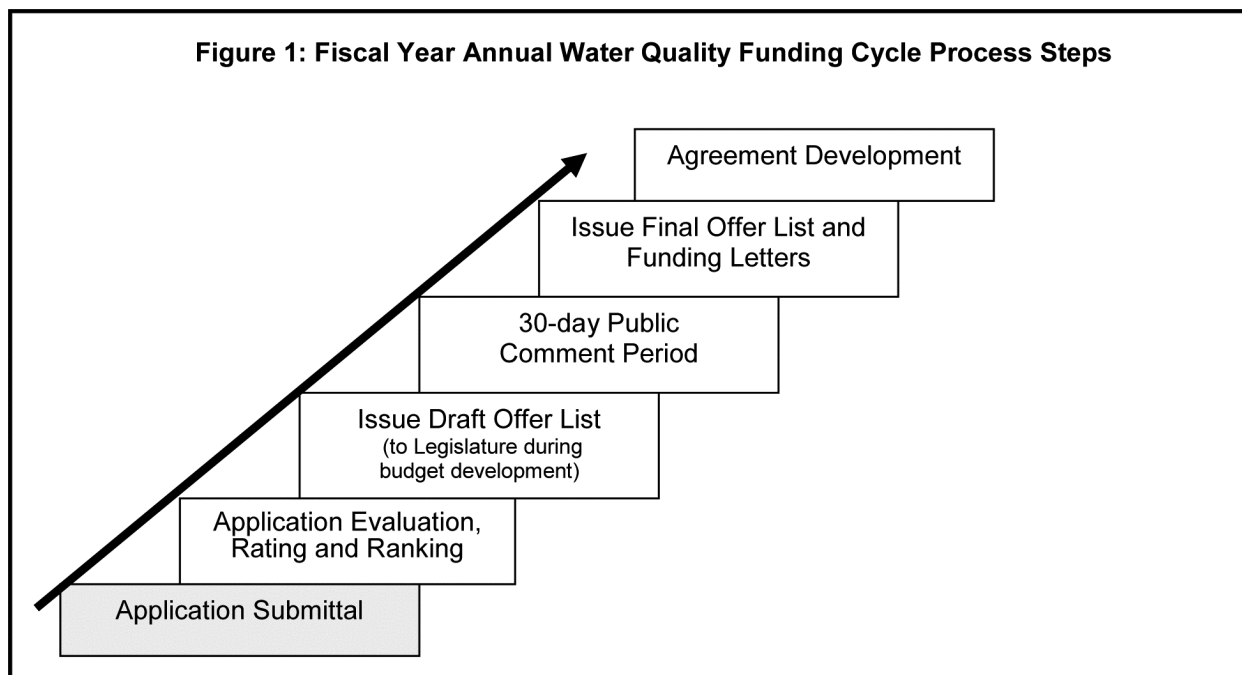 Figure 1: Fiscal Year Annual Water Quality Funding Cycle Process Steps
Agreement Development
Issue Final Offer List and
Funding Letters
30-day Public
Comment Period
Issue Draft Offer List
(to Legislature during
budget development)
Application Evaluation,
Rating and Ranking
Application Submittal